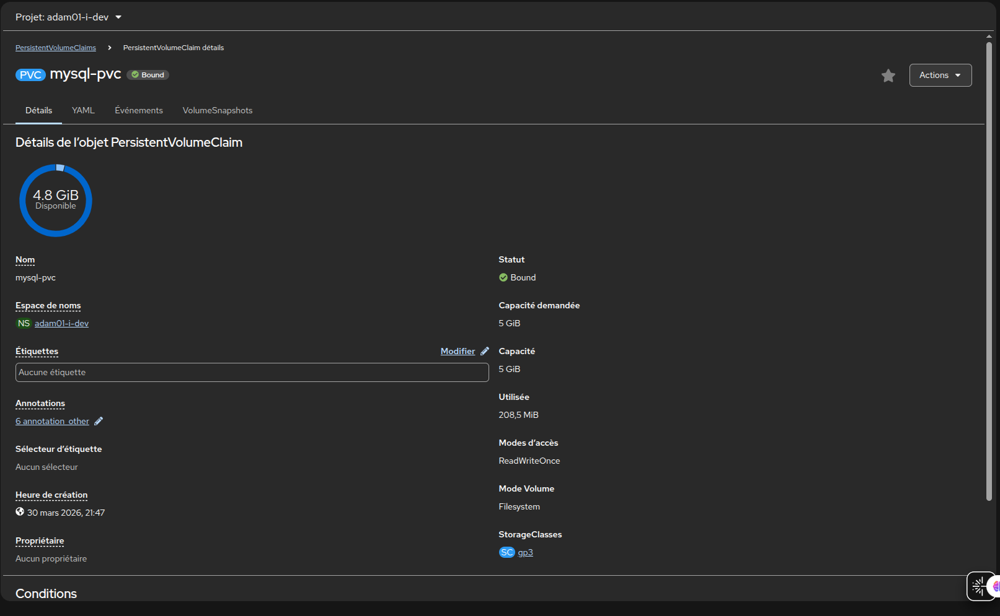 Projet: adam01-i-dev
PersistentVolumeClaims > PersistentVolumeClaim détails
PVC mysql-pvc Bound
Actions
Détails YAML Événements VolumeSnapshots
Détails de l’objet PersistentVolumeClaim
4.8 GiB
Disponible
Nom
mysql-pvc
Espace de noms
NS adam01-i-dev
Étiquettes Modifier
Aucune étiquette
Annotations
6 annotation_other
Sélecteur d’étiquette
Aucun sélecteur
Heure de création
30 mars 2026, 21:47
Propriétaire
Aucun propriétaire
Statut
Bound
Capacité demandée
5 GiB
Capacité
5 GiB
Utilisée
208,5 MiB
Modes d’accès
ReadWriteOnce
Mode Volume
Filesystem
StorageClasses
SC gp3
Conditions